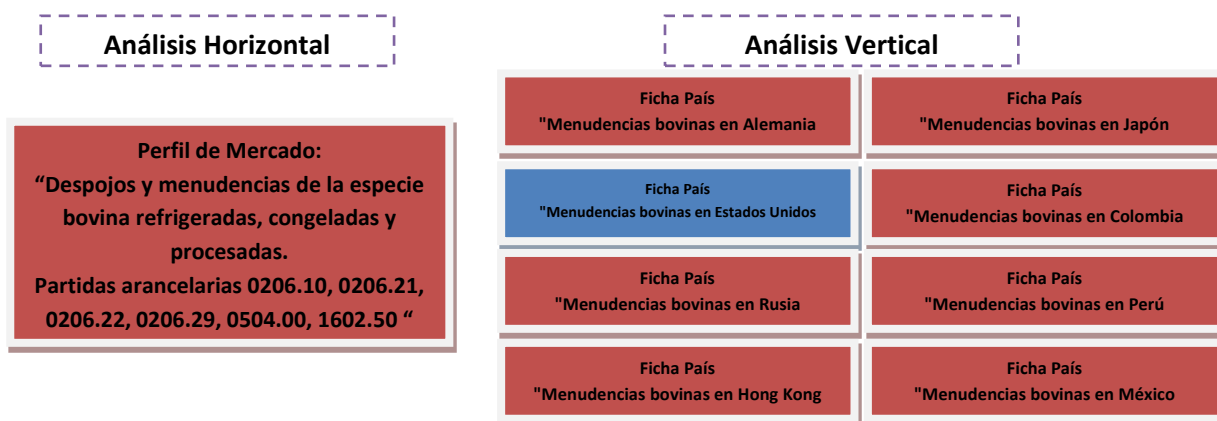 Análisis Horizontal
Perfil de Mercado:
“Despojos y menudencias de la especie
bovina refrigeradas, congeladas y
procesadas.
Partidas arancelarias 0206.10, 0206.21,
0206.22, 0206.29, 0504.00, 1602.50 “
Análisis Vertical
Ficha País
"Menudencias bovinas en Alemania
Ficha País
"Menudencias bovinas en Japón
Ficha País
"Menudencias bovinas en Estados Unidos
Ficha País
"Menudencias bovinas en Colombia
Ficha País
"Menudencias bovinas en Rusia
Ficha País
"Menudencias bovinas en Perú
Ficha País
"Menudencias bovinas en Hong Kong
Ficha País
"Menudencias bovinas en México